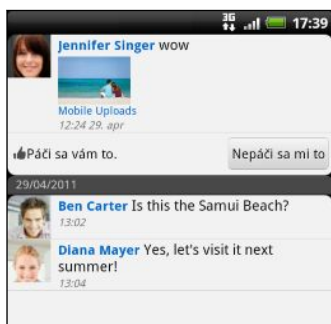 3G 17:39
Jennifer Singer wow
Mobile Uploads
12:24 29. apr
Páči sa vám to.
Nepáči sa mi to
29/04/2011
Ben Carter Is this the Samui Beach?
13:02
Diana Mayer Yes, let's visit it next
summer!
13:04